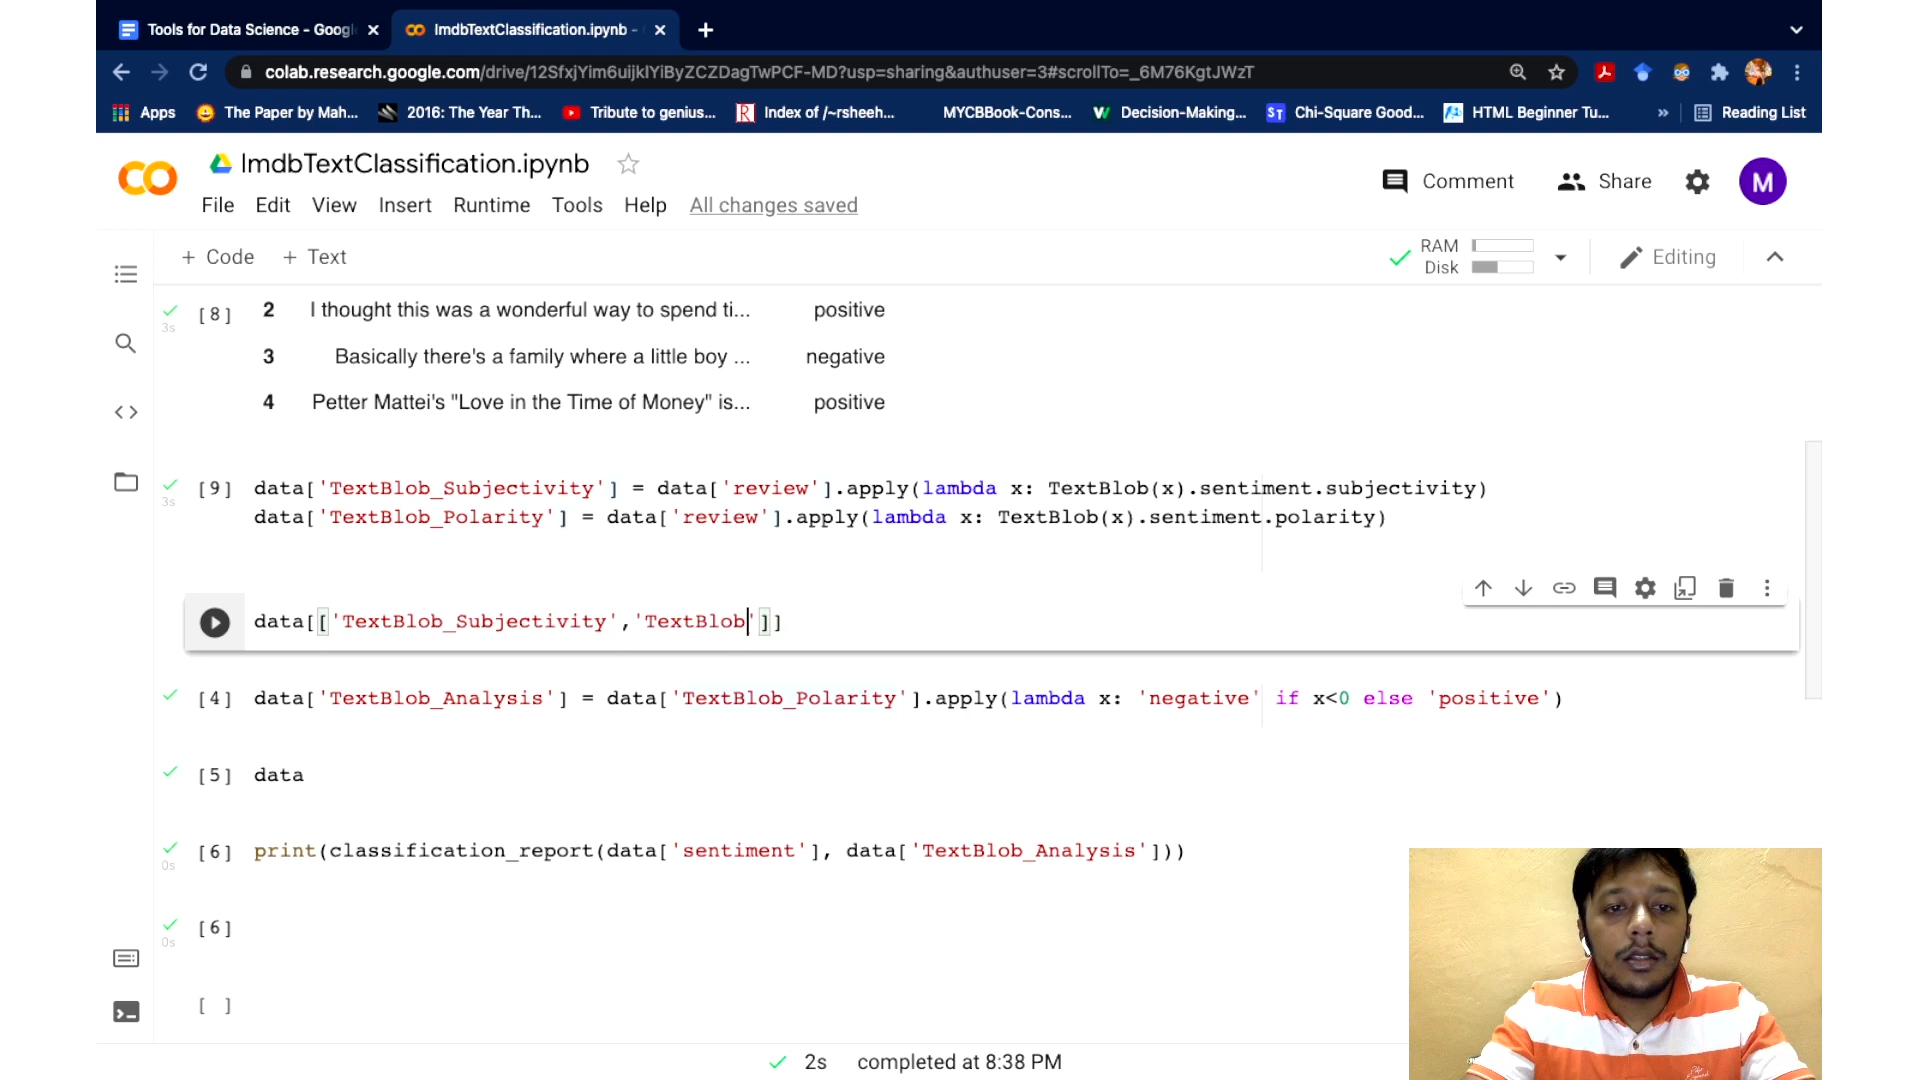 Tools for Data Science - Googl
ImdbTextClassification.ipynb -
colab.research.google.com/drive/12SfxjYim6uijkIYiByZCZDagTwPCF-MD?usp=sharing&authuser=3#scrollTo=_6M76KgtJWzT
Apps The Paper by Mah... 2016: The Year Th... Tribute to genius... Index of /~rsheeh... MYCBBook-Cons... Decision-Making... Chi-Square Good... HTML Beginner Tu... » Reading List
ImdbTextClassification.ipynb
Comment Share M
File Edit View Insert Runtime Tools Help All changes saved
+ Code + Text
RAM
Disk
Editing
[8] 2 I thought this was a wonderful way to spend ti... positive
3s
3 Basically there's a family where a little boy ... negative
4 Petter Mattei's "Love in the Time of Money" is... positive
[9] data['TextBlob_Subjectivity'] = data['review'].apply(lambda x: TextBlob(x).sentiment.subjectivity)
3s
data['TextBlob_Polarity'] = data['review'].apply(lambda x: TextBlob(x).sentiment.polarity)
data[['TextBlob_Subjectivity','TextBlob']]
[4] data['TextBlob_Analysis'] = data['TextBlob_Polarity'].apply(lambda x: 'negative' if x<0 else 'positive')
[5] data
[6] print(classification_report(data['sentiment'], data['TextBlob_Analysis']))
0s
[6]
0s
[ ]
2s completed at 8:38 PM